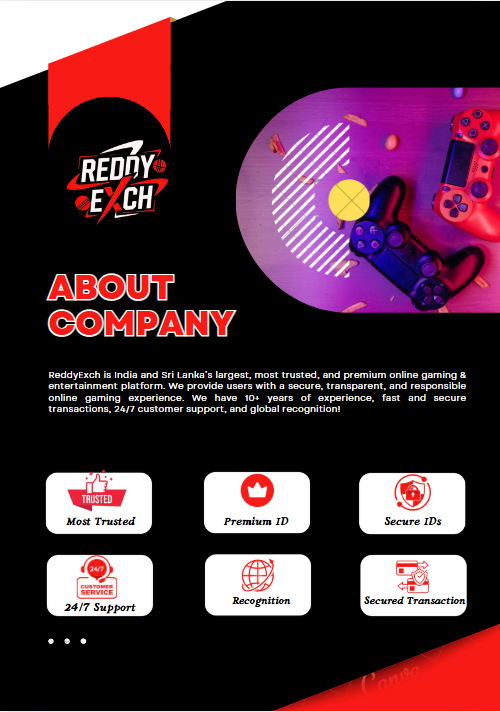 REDDY
EXCH
ABOUT
COMPANY
ReddyExch is India and Sri Lanka's largest, most trusted, and premium online gaming &
entertainment platform. We provide users with a secure, transparent, and responsible
online gaming experience. We have 10+ years of experience, fast and secure
transactions, 24/7 customer support, and global recognition!
TRUSTED
Most Trusted
Premium ID
Secure IDs
24/7
CUSTOMER
SERVICE
24/7 Support
Recognition
Secured Transaction
Canva